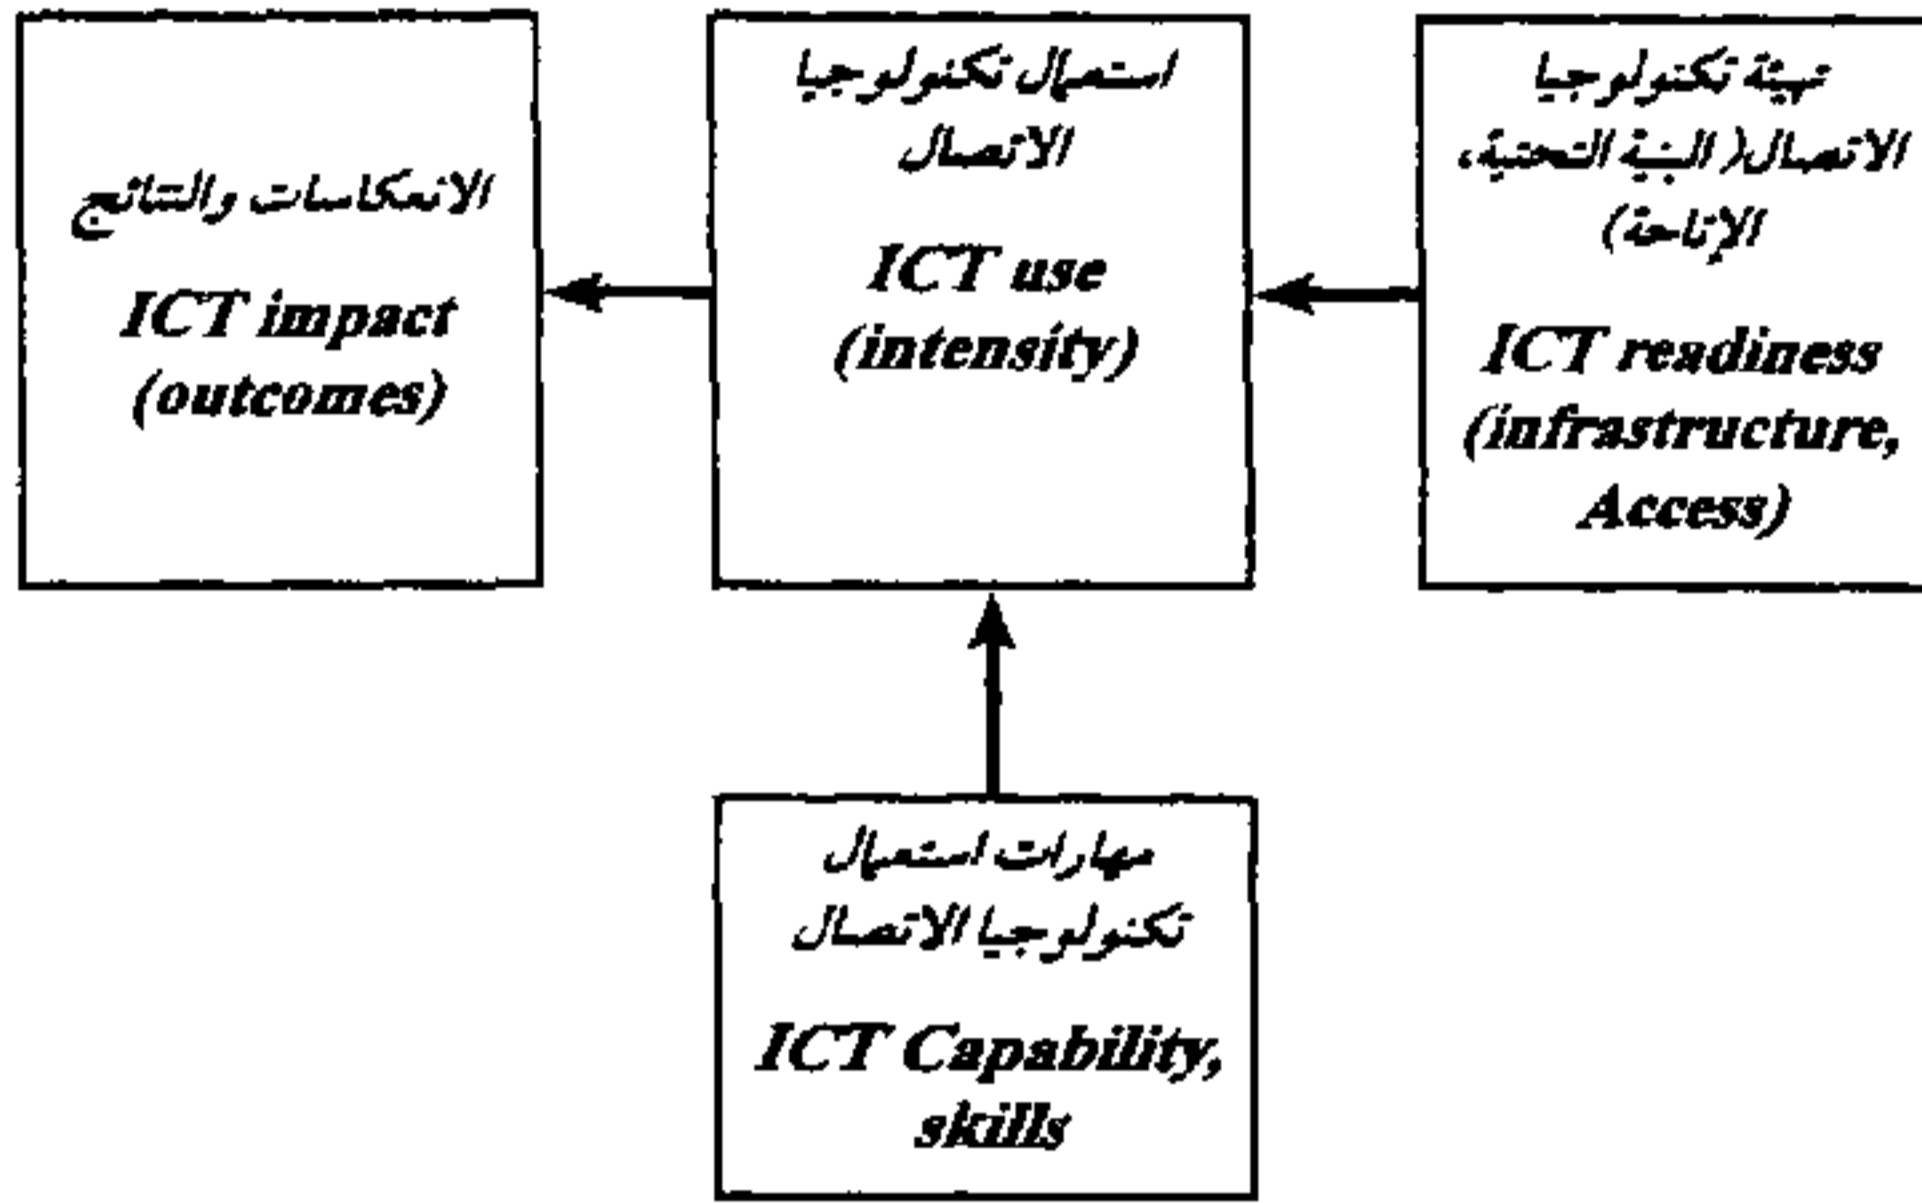 تهيئة تكنولوجيا
الاتصال( البنية التحتية،
الإتاحة)
ICT readiness
(infrastructure,
Access)
استعمال تكنولوجيا
الاتصال
ICT use
(intensity)
الانعكاسات والنتائج
ICT impact
(outcomes)
مهارات استعمال
تكنولوجيا الاتصال
ICT Capability,
skills